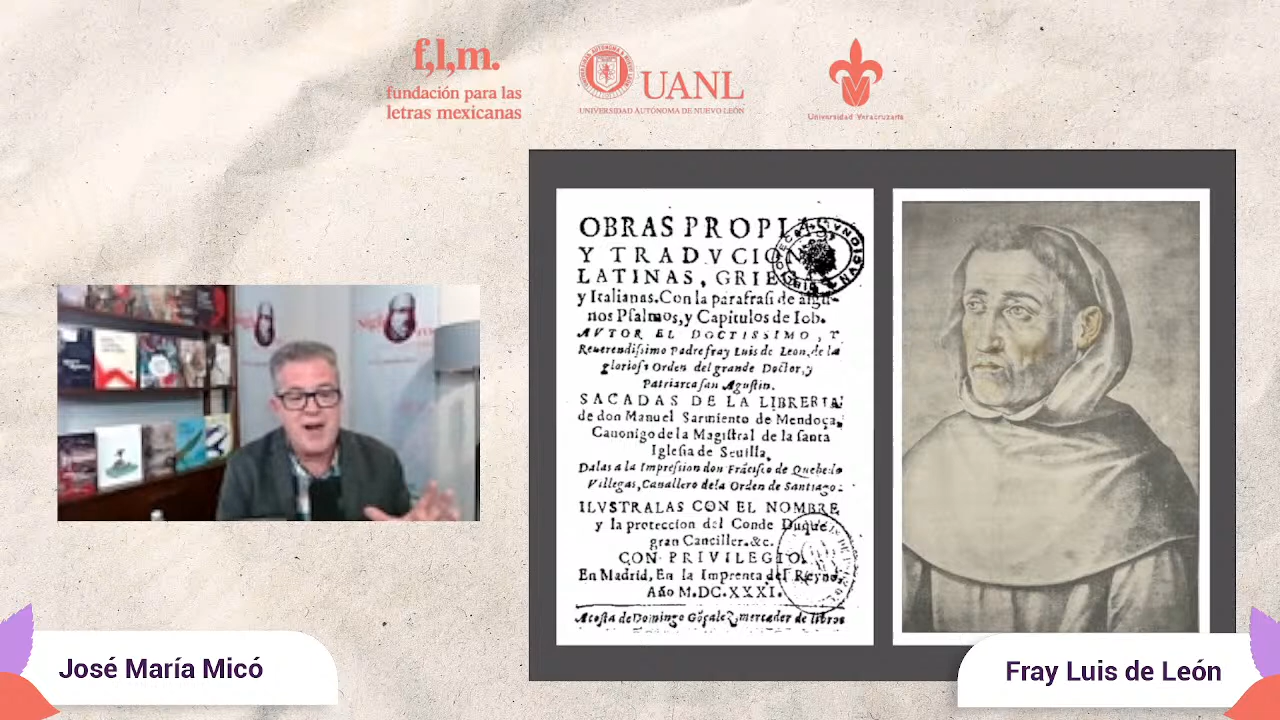 f,l,m.
fundación para las
letras mexicanas
UANL
UNIVERSIDAD AUTÓNOMA DE NUEVO LEÓN
Universidad Veracruzana
OBRAS PROPIAS,
Y TRADVCION
LATINAS, GRIE
y Italianas. Con la parafrasi de algu-
nos Psalmos, y Capitulos de Iob.
AVTOR EL DOCTISSIMO, Y
Reuerendissimo Padre fray Luis de Leon, de la
gloriosa Orden del grande Doctor, y
Patriarca san Agustin.
SACADAS DE LA LIBRERIA
de don Manuel Sarmiento de Mendoça,
Canonigo de la Magistral de la santa
Iglesia de Seuilla,
Dalas a la Impression don Frãcisco de Quebedo
Villegas, Cauallero de la Orden de Santiago.
ILVSTRALAS CON EL NOMBRE
y la proteccion del Conde Duque
gran Canciller. &c.
CON PRIVILEGIO.
En Madrid, En la Imprenta del Reyno,
Año M.DC.XXXI.
A costa de Domingo Gõçalez, mercader de libros
José María Micó
Fray Luis de León